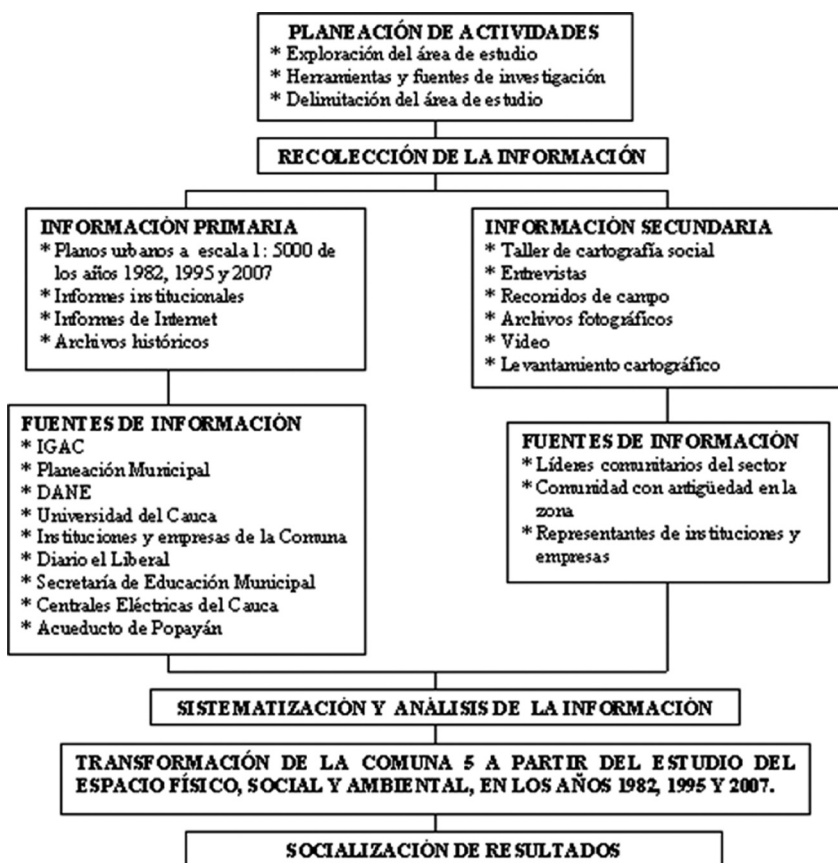 PLANEACIÓN DE ACTIVIDADES
* Exploración del área de estudio
* Herramientas y fuentes de investigación
* Delimitación del área de estudio
RECOLECCIÓN DE LA INFORMACIÓN
INFORMACIÓN PRIMARIA
* Planos urbanos a escala 1: 5000 de
los años 1982, 1995 y 2007
* Informes institucionales
* Informes de Internet
* Archivos históricos
INFORMACIÓN SECUNDARIA
* Taller de cartografía social
* Entrevistas
* Recorridos de campo
* Archivos fotográficos
* Video
* Levantamiento cartográfico
FUENTES DE INFORMACIÓN
* IGAC
* Planeación Municipal
* DANE
* Universidad del Cauca
* Instituciones y empresas de la Comuna
* Diario el Liberal
* Secretaría de Educación Municipal
* Centrales Eléctricas del Cauca
* Acueducto de Popayán
FUENTES DE INFORMACIÓN
* Líderes comunitarios del sector
* Comunidad con antigüedad en la
zona
* Representantes de instituciones y
empresas
SISTEMATIZACIÓN Y ANÀLISIS DE LA INFORMACIÓN
TRANSFORMACIÓN DE LA COMUNA 5 A PARTIR DEL ESTUDIO DEL
ESPACIO FÍSICO, SOCIAL Y AMBIENTAL, EN LOS AÑOS 1982, 1995 Y 2007.
SOCIALIZACIÓN DE RESULTADOS